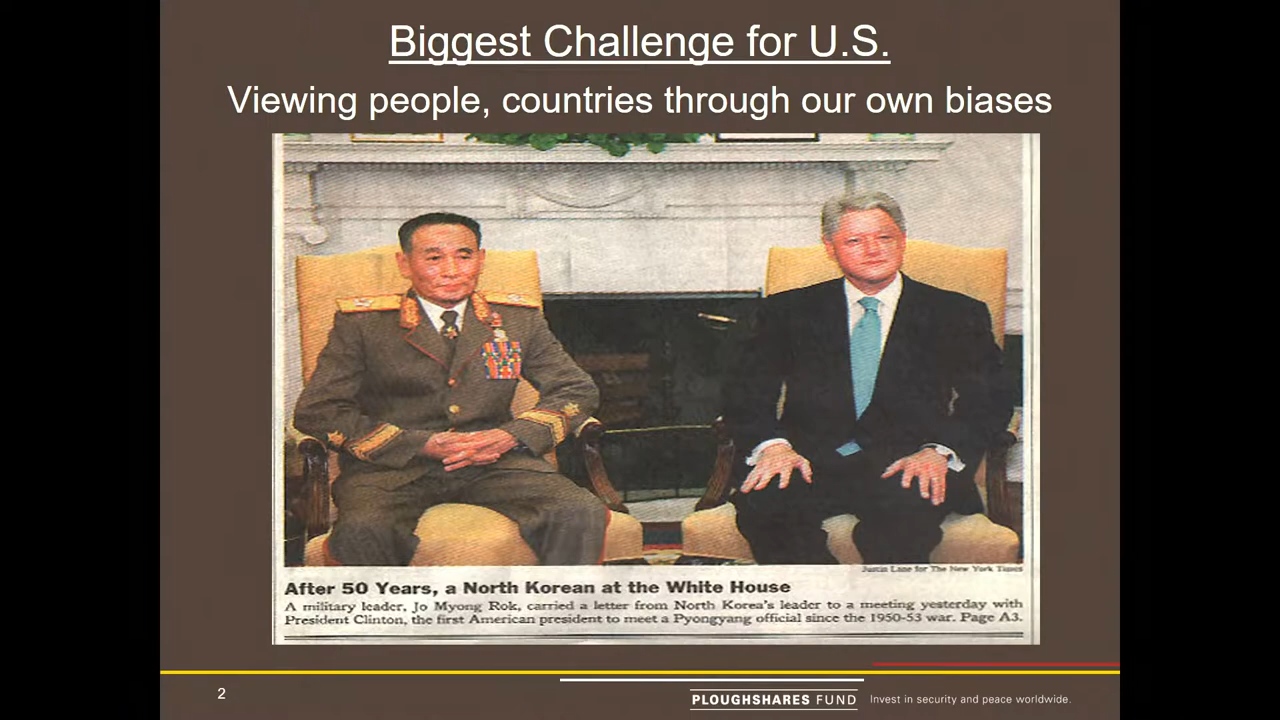 Biggest Challenge for U.S.
Viewing people, countries through our own biases
Justin Lane for The New York Times
After 50 Years, a North Korean at the White House
A military leader, Jo Myong Rok, carried a letter from North Korea's leader to a meeting yesterday with
President Clinton, the first American president to meet a Pyongyang official since the 1950-53 war. Page A3.
2
PLOUGHSHARES FUND
Invest in security and peace worldwide.